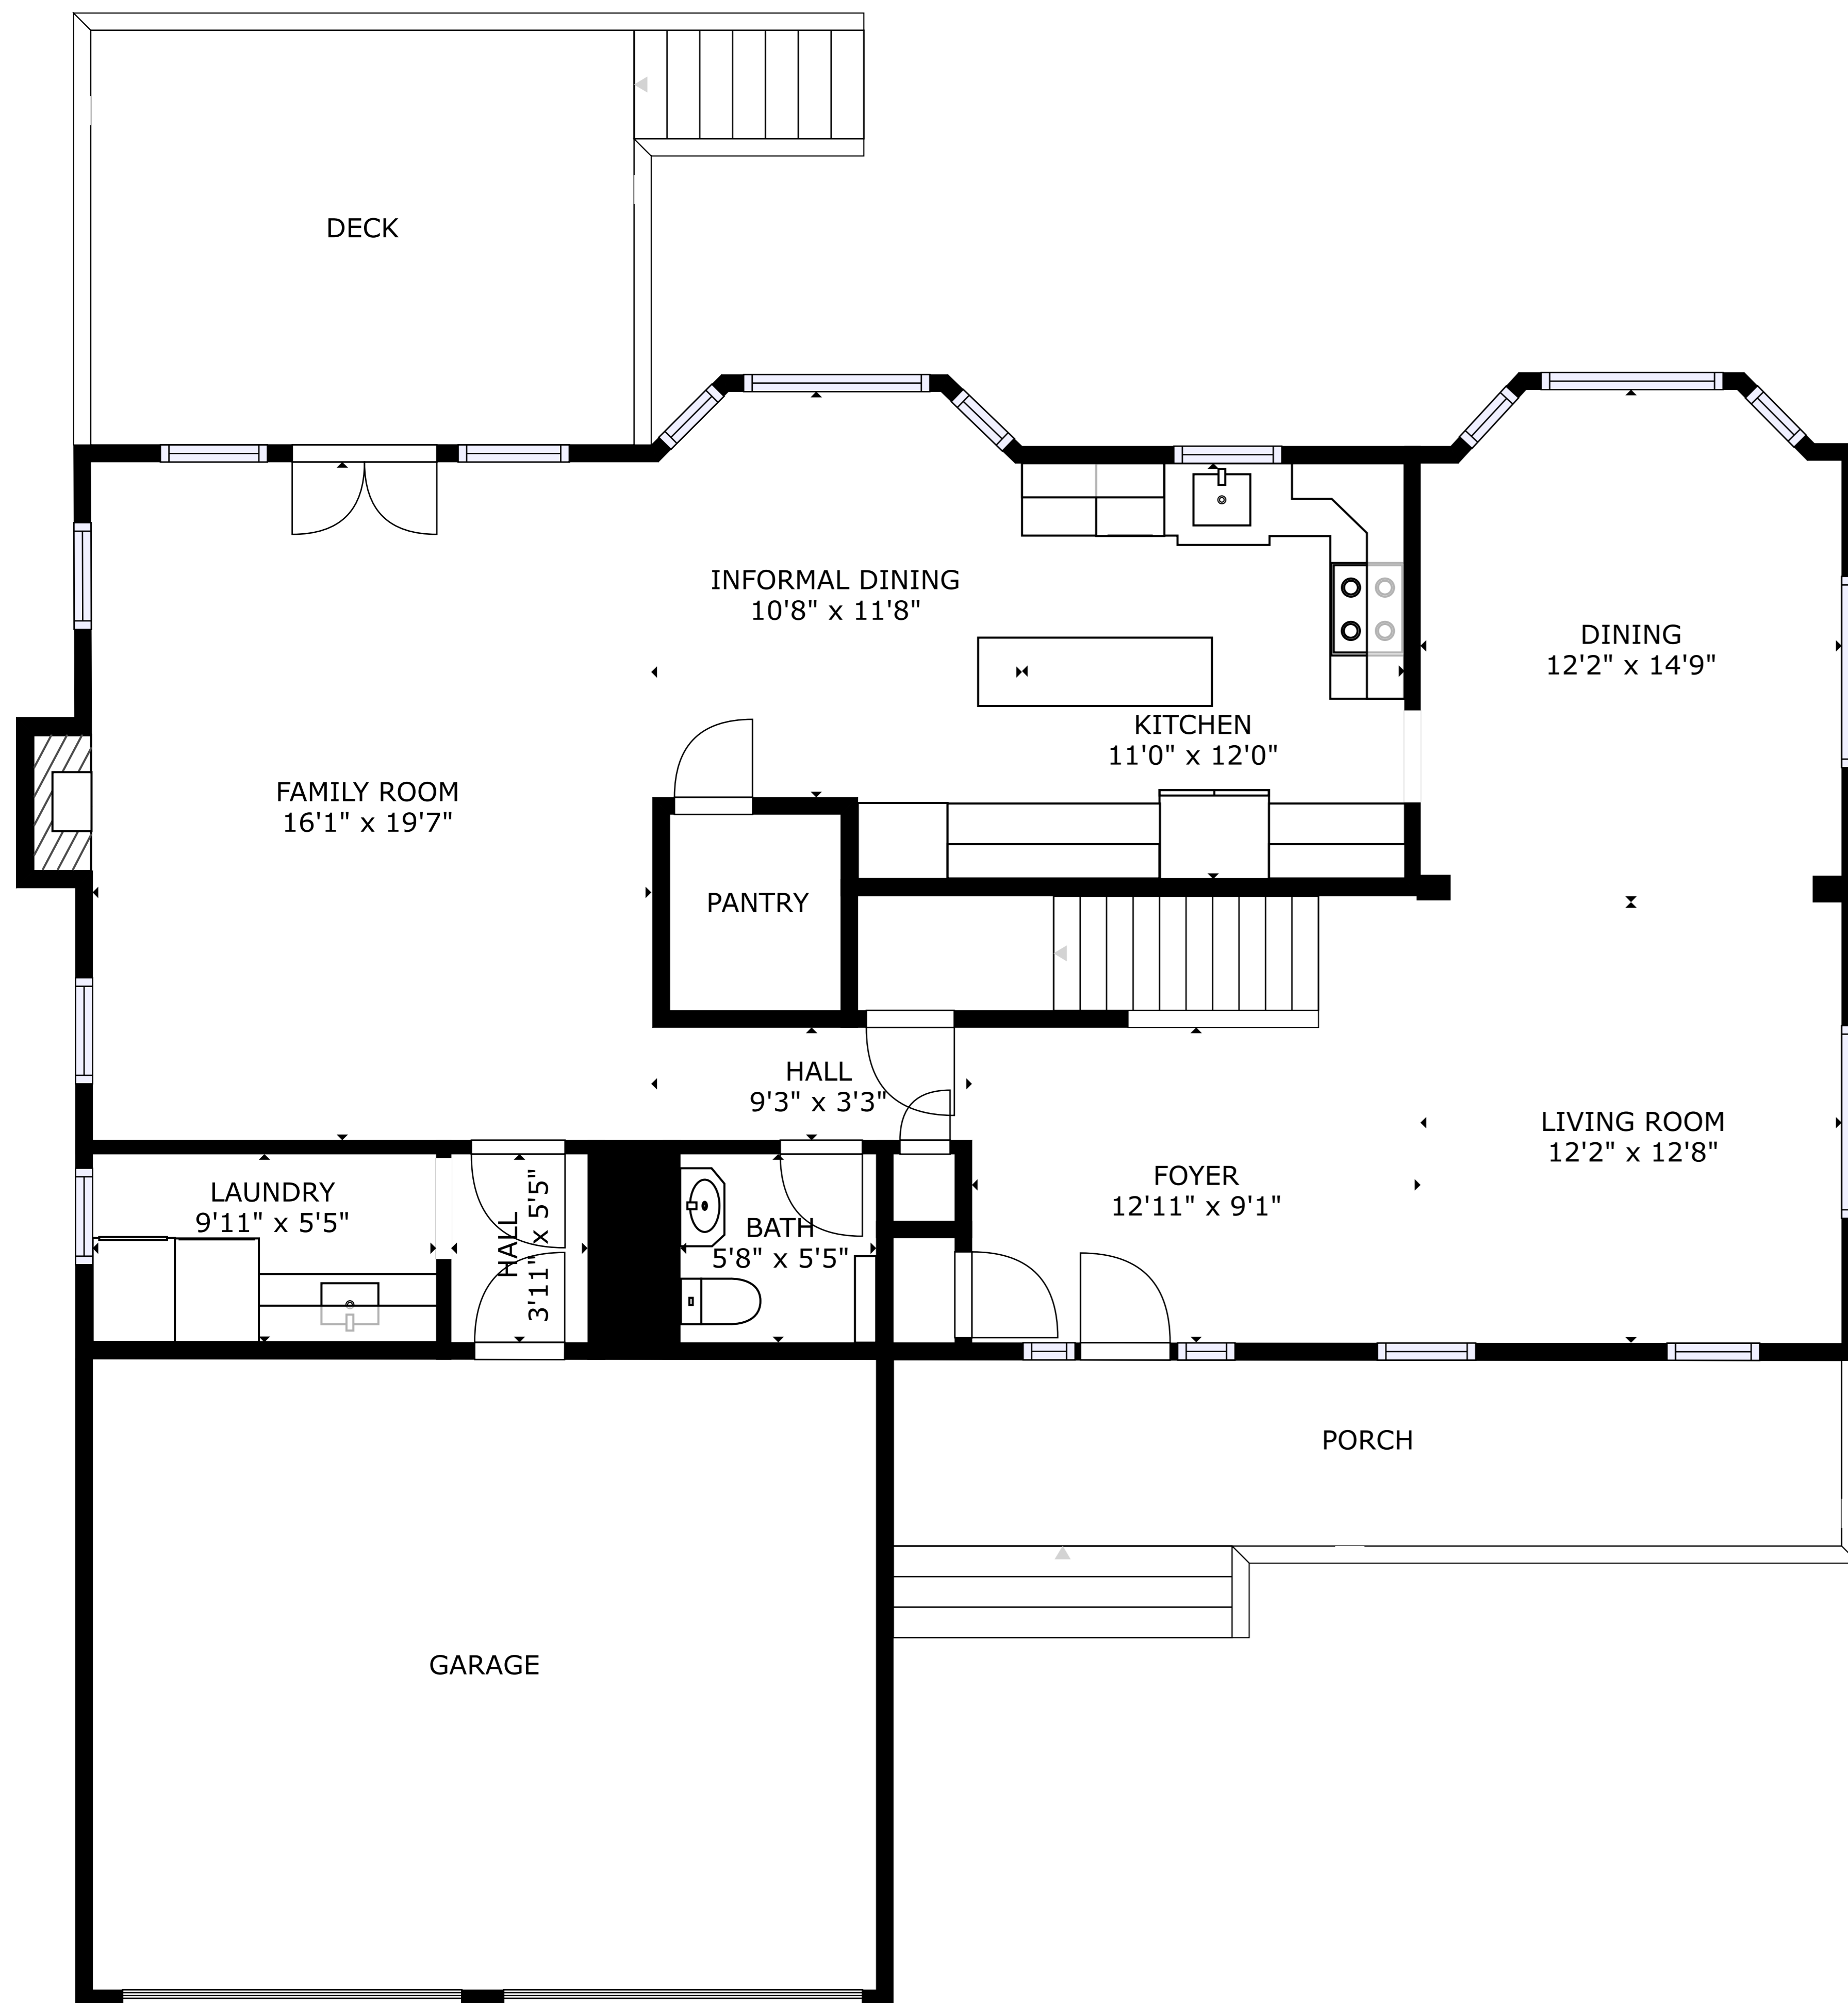 DECK
INFORMAL DINING
10'8" x 11'8"
DINING
12'2" x 14'9"
KITCHEN
11'0" x 12'0"
FAMILY ROOM
16'1" x 19'7"
PANTRY
HALL
9'3" x 3'3"
LIVING ROOM
12'2" x 12'8"
FOYER
12'11" x 9'1"
LAUNDRY
9'11" x 5'5"
HALL
3'11" x 5'5"
BATH
5'8" x 5'5"
PORCH
GARAGE